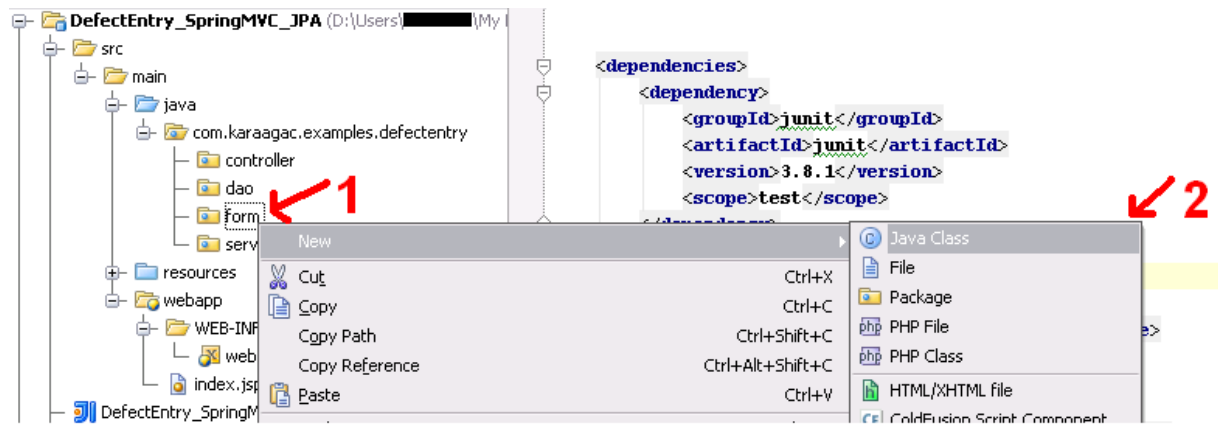 DefectEntry_SpringMVC_JPA (D:\Users\ \My
src
main
java
com.karaagac.examples.defectentry
controller
dao
form
serv
resources
webapp
WEB-INF
web
index.jsp
DefectEntry_SpringM
1
<dependencies>
<dependency>
<groupId>junit</groupId>
<artifactId>junit</artifactId>
<version>3.8.1</version>
<scope>test</scope>
</dependency>
e>
2
New
Cut Ctrl+X
Copy Ctrl+C
Copy Path Ctrl+Shift+C
Copy Reference Ctrl+Alt+Shift+C
Paste Ctrl+V
Java Class
File
Package
PHP File
PHP Class
HTML/XHTML file
ColdFusion Script Component